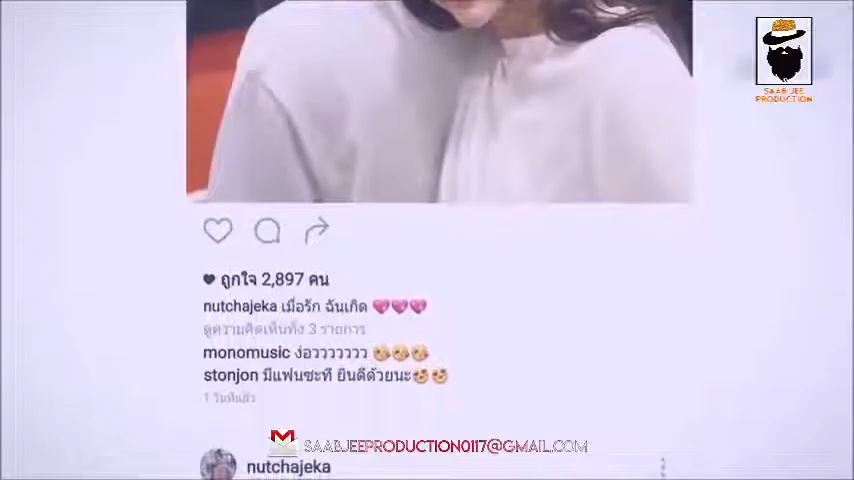 SAAB JEE
PRODUCTION
ถูกใจ 2,897 คน
nutchajeka เมื่อรัก ฉันเกิด 💖💖💖
ดูความคิดเห็นทั้ง 3 รายการ
monomusic ง่อววววววว 😘😘😘
stonjon มีแฟนซะที ยินดีด้วยนะ😍😍
1 วันที่แล้ว
SAABJEEPRODUCTION0117@GMAIL.COM
nutchajeka